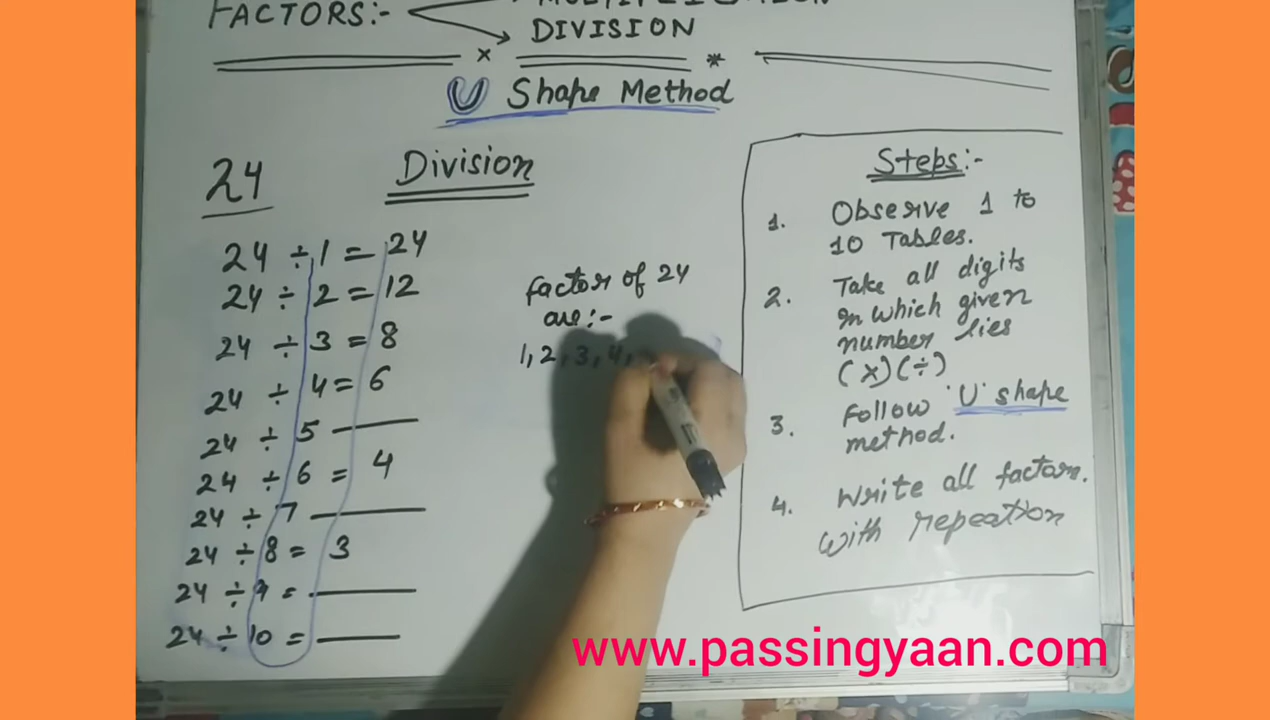 FACTORS:-
MULTIPLICATION
DIVISION
U Shape Method
24
Division
24 ÷ 1 = 24
24 ÷ 2 = 12
24 ÷ 3 = 8
24 ÷ 4 = 6
24 ÷ 5
24 ÷ 6 = 4
24 ÷ 7
24 ÷ 8 = 3
24 ÷ 9 =
24 ÷ 10 =
factor of 24
are:-
1, 2, 3, 4,
Steps:-
1. Observe 1 to
10 Tables.
2. Take all digits
in which given
number lies
(×)(÷)
3. Follow 'U' shape
method.
4. Write all factors.
with repeation
www.passingyaan.com